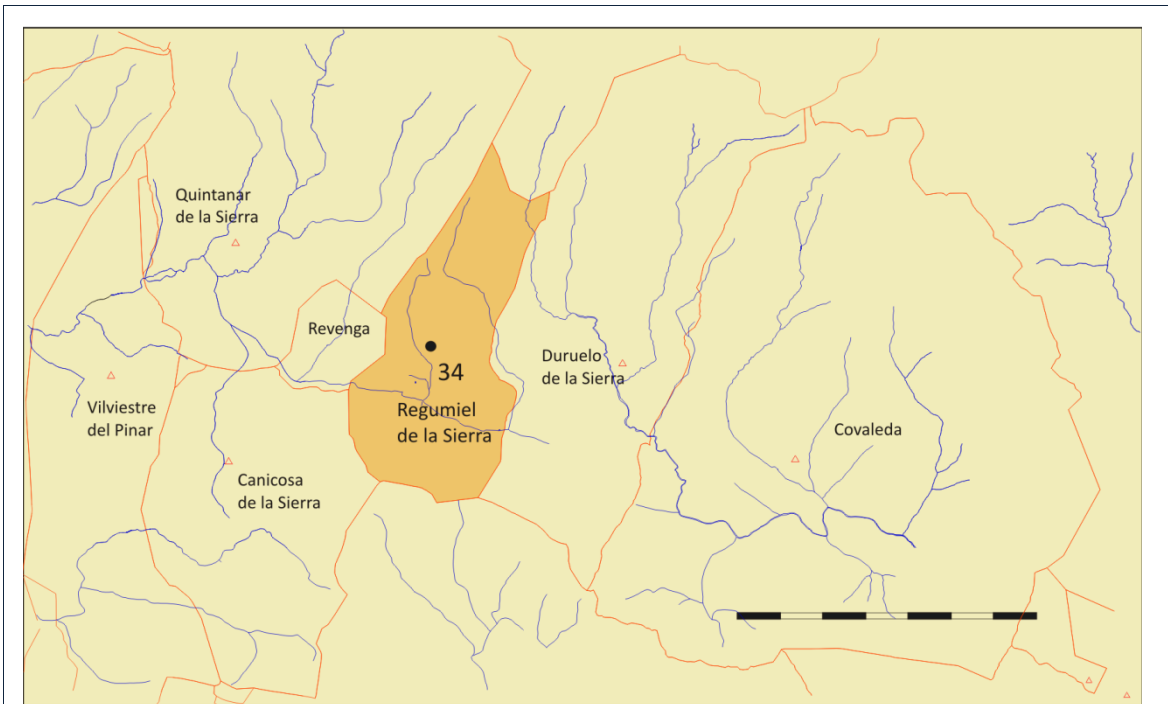 Quintanar
de la Sierra
Revenga
34
Duruelo
de la Sierra
Vilviestre
del Pinar
Regumiel
de la Sierra
Covaleda
Canicosa
de la Sierra